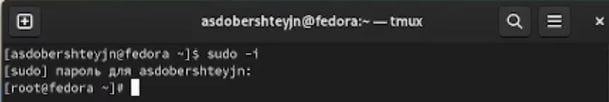 asdobershteyjn@fedora:~ — tmux
[asdobershteyjn@fedora ~]$ sudo -i
[sudo] пароль для asdobershteyjn:
[root@fedora ~]#